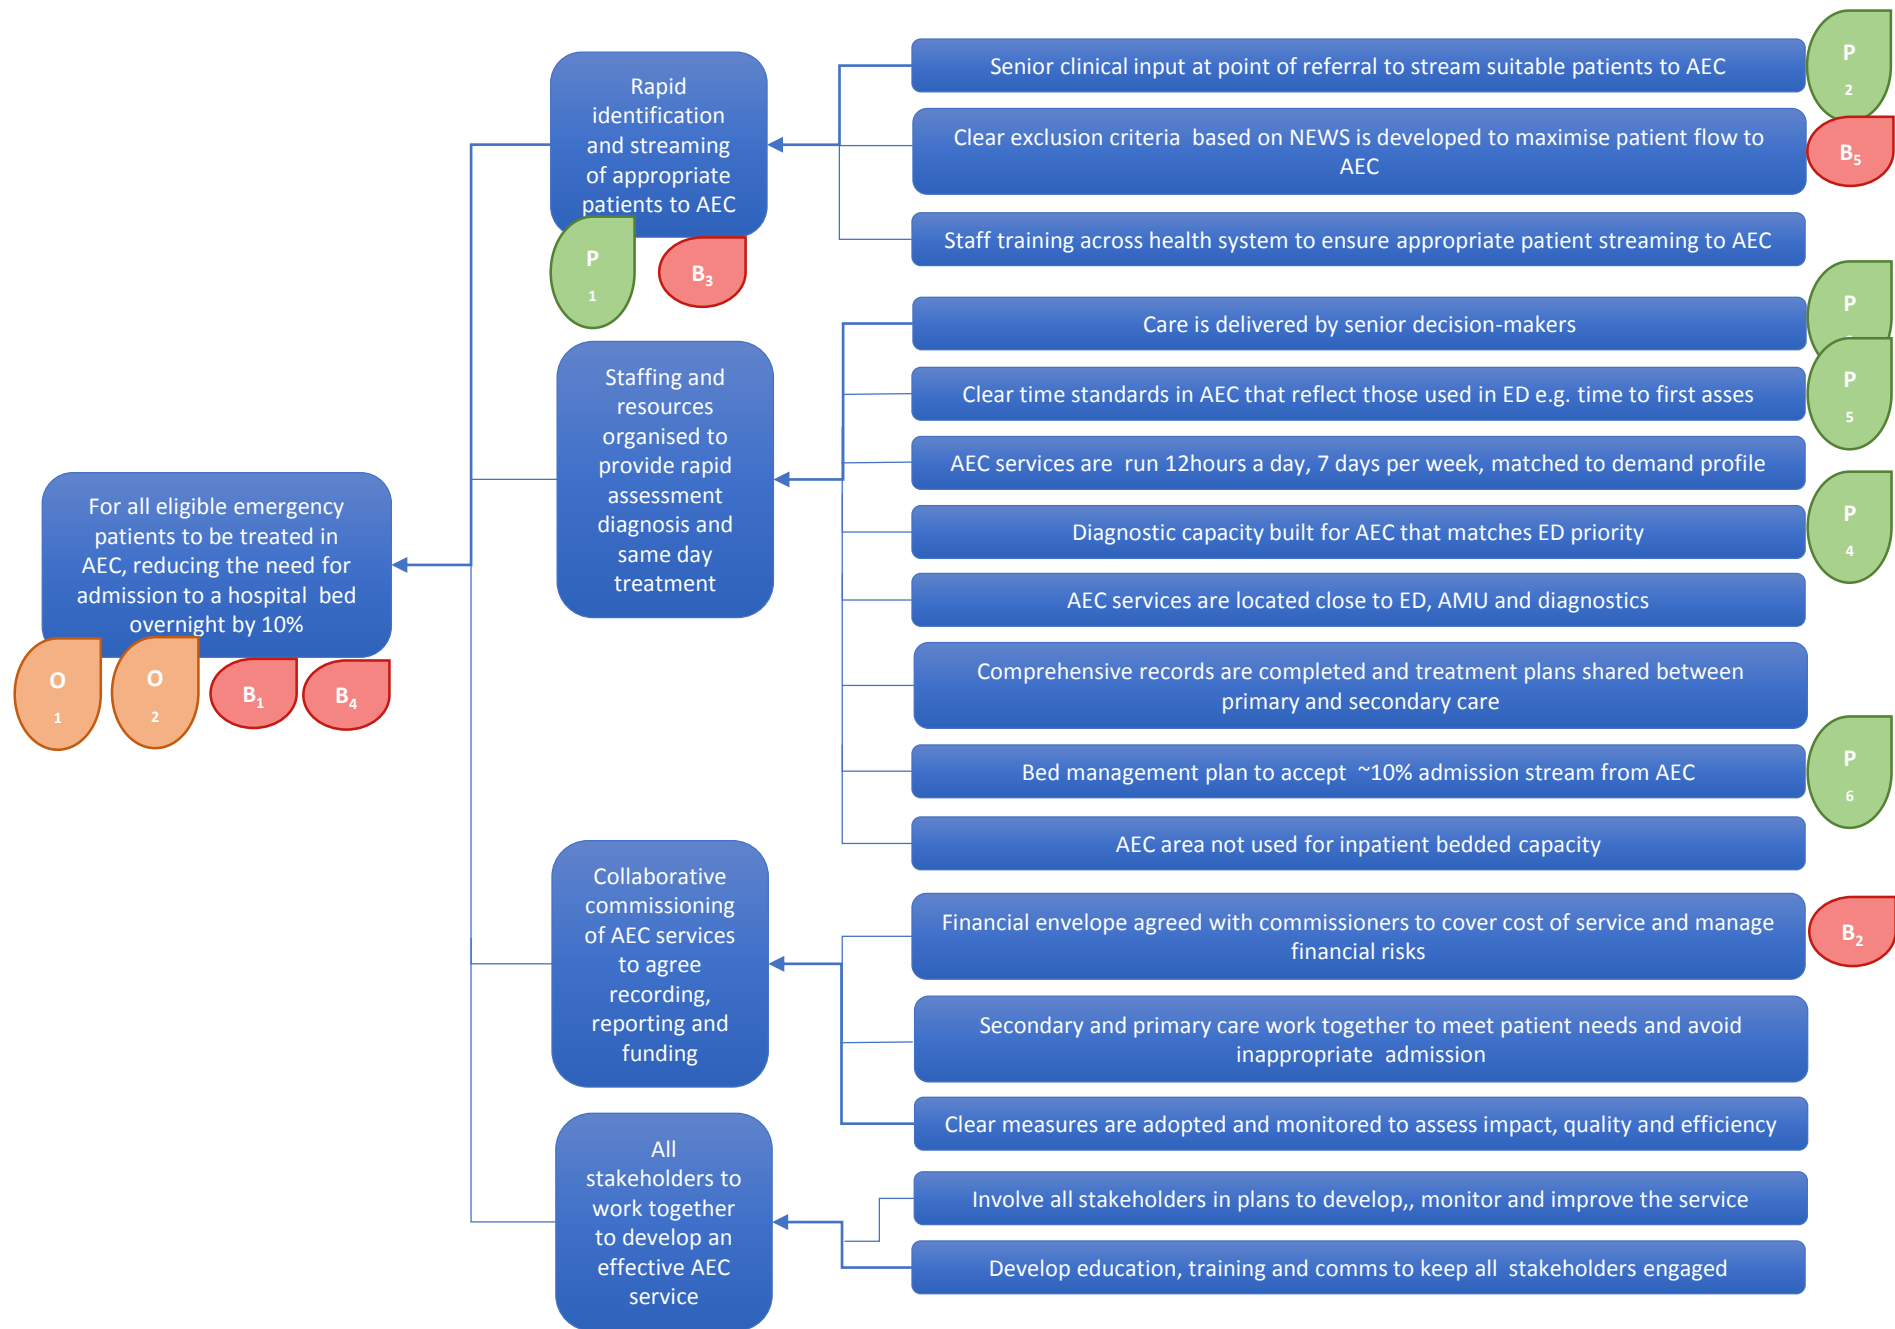 For all eligible emergency
patients to be treated in
AEC, reducing the need for
admission to a hospital  bed
overnight by 10%
O
1
O
2
B1
B4
Rapid
identification
and streaming
of appropriate
patients to AEC
P
1
B3
Senior clinical input at point of referral to stream suitable patients to AEC
P
2
Clear exclusion criteria  based on NEWS is developed to maximise patient flow to
AEC
B5
Staff training across health system to ensure appropriate patient streaming to AEC
Staffing and
resources
organised to
provide rapid
assessment
diagnosis and
same day
treatment
Care is delivered by senior decision-makers
P
Clear time standards in AEC that reflect those used in ED e.g. time to first asses
P
5
AEC services are  run 12hours a day, 7 days per week, matched to demand profile
Diagnostic capacity built for AEC that matches ED priority
P
4
AEC services are located close to ED, AMU and diagnostics
Comprehensive records are completed and treatment plans shared between
primary and secondary care
Bed management plan to accept  ~10% admission stream from AEC
P
6
AEC area not used for inpatient bedded capacity
Collaborative
commissioning
of AEC services
to agree
recording,
reporting and
funding
Financial envelope agreed with commissioners to cover cost of service and manage
financial risks
B2
Secondary and primary care work together to meet patient needs and avoid
inappropriate  admission
Clear measures are adopted and monitored to assess impact, quality and efficiency
All
stakeholders to
work together
to develop an
effective AEC
service
Involve all stakeholders in plans to develop,, monitor and improve the service
Develop education, training and comms to keep all  stakeholders engaged